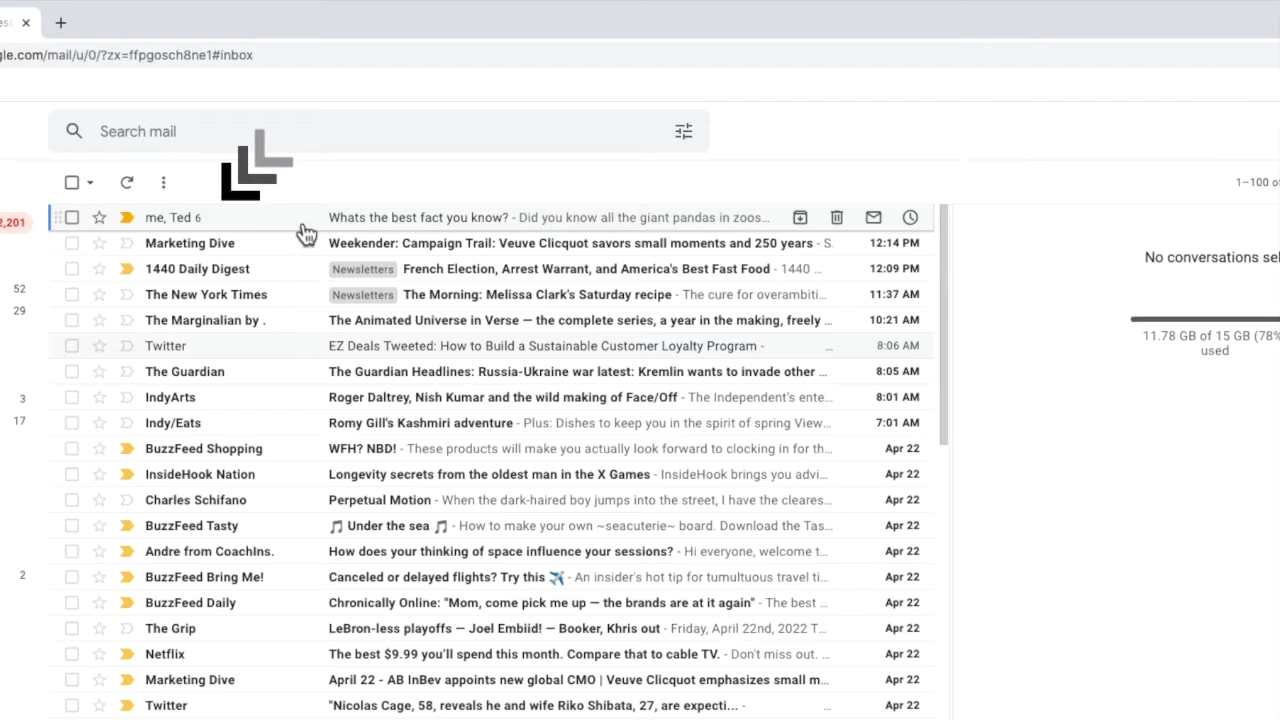 gle.com/mail/u/0/?zx=ffpgosch8ne1#inbox
Search mail
1–100 of
2,201
me, Ted 6 Whats the best fact you know? - Did you know all the giant pandas in zoos...
Marketing Dive Weekender: Campaign Trail: Veuve Clicquot savors small moments and 250 years - S. 12:14 PM
1440 Daily Digest Newsletters French Election, Arrest Warrant, and America's Best Fast Food - 1440 ... 12:09 PM
No conversations sel
52
The New York Times Newsletters The Morning: Melissa Clark's Saturday recipe - The cure for overambiti... 11:37 AM
29
The Marginalian by . The Animated Universe in Verse — the complete series, a year in the making, freely ... 10:21 AM
11.78 GB of 15 GB (78%
used
Twitter EZ Deals Tweeted: How to Build a Sustainable Customer Loyalty Program - ... 8:06 AM
The Guardian The Guardian Headlines: Russia-Ukraine war latest: Kremlin wants to invade other ... 8:05 AM
3
IndyArts Roger Daltrey, Nish Kumar and the wild making of Face/Off - The Independent's ente... 8:01 AM
17
Indy/Eats Romy Gill's Kashmiri adventure - Plus: Dishes to keep you in the spirit of spring View... 7:01 AM
BuzzFeed Shopping WFH? NBD! - These products will make you actually look forward to clocking in for th... Apr 22
InsideHook Nation Longevity secrets from the oldest man in the X Games - InsideHook brings you advi... Apr 22
Charles Schifano Perpetual Motion - When the dark-haired boy jumps into the street, I have the cleares... Apr 22
BuzzFeed Tasty 🎵 Under the sea 🎵 - How to make your own ~seacuterie~ board. Download the Tas... Apr 22
Andre from CoachIns. How does your thinking of space influence your sessions? - Hi everyone, welcome t... Apr 22
2
BuzzFeed Bring Me! Canceled or delayed flights? Try this ✈️ - An insider's hot tip for tumultuous travel ti... Apr 22
BuzzFeed Daily Chronically Online: "Mom, come pick me up — the brands are at it again" - The best ... Apr 22
The Grip LeBron-less playoffs — Joel Embiid! — Booker, Khris out - Friday, April 22nd, 2022 T... Apr 22
Netflix The best $9.99 you'll spend this month. Compare that to cable TV. - Don't miss out. ... Apr 22
Marketing Dive April 22 - AB InBev appoints new global CMO | Veuve Clicquot emphasizes small m... Apr 22
Twitter "Nicolas Cage, 58, reveals he and wife Riko Shibata, 27, are expecti... - ... Apr 22